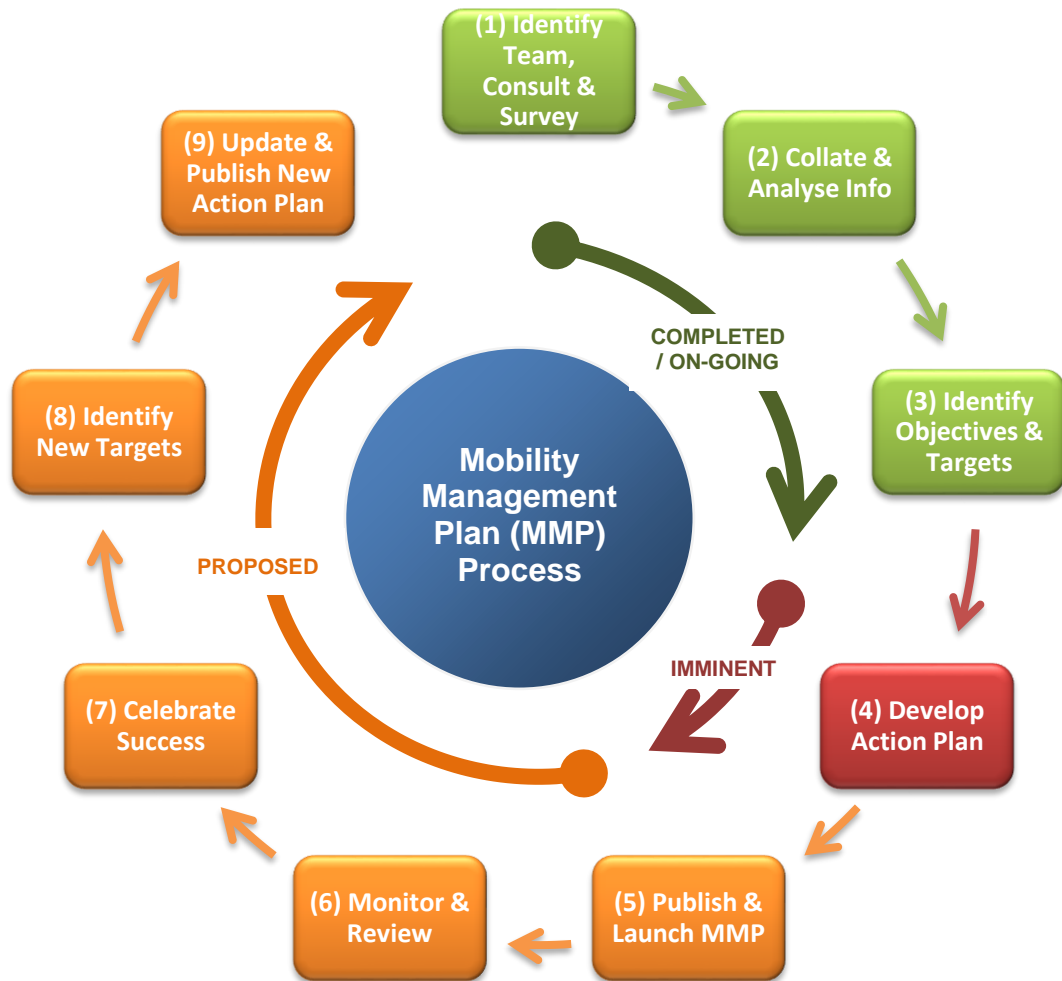 (1) Identify
Team,
Consult &
Survey
(2) Collate &
Analyse Info
(3) Identify
Objectives &
Targets
(4) Develop
Action Plan
(5) Publish &
Launch MMP
(6) Monitor &
Review
(7) Celebrate
Success
(8) Identify
New Targets
(9) Update &
Publish New
Action Plan
COMPLETED
/ ON-GOING
IMMINENT
PROPOSED
Mobility
Management
Plan (MMP)
Process